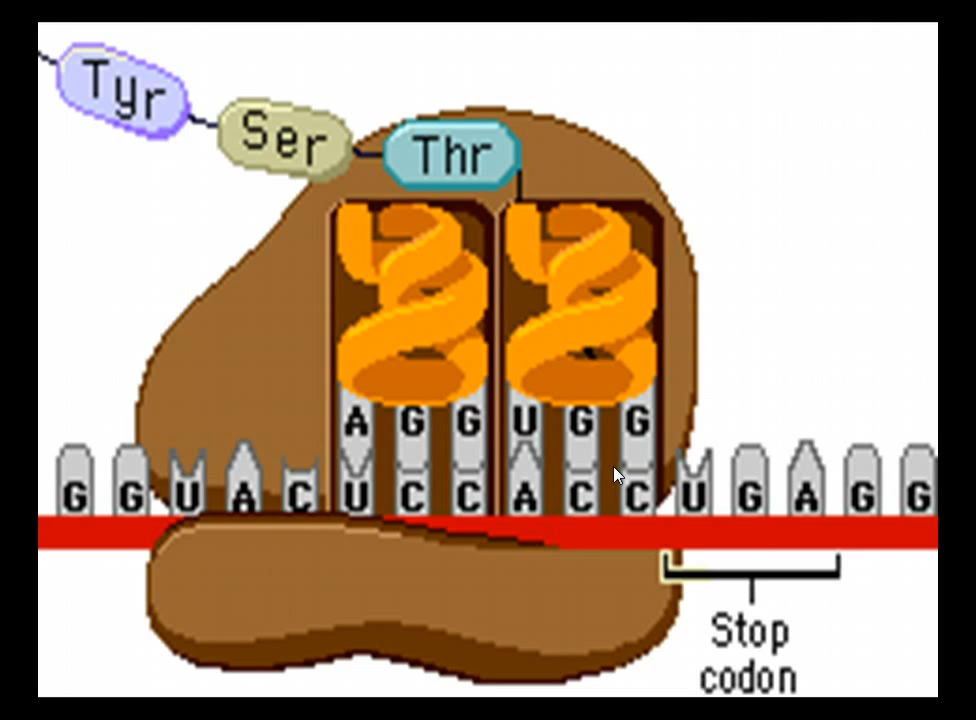 Tyr
Ser
Thr
A G G U G G
G G U A C U C C A C C U G A G G
Stop
codon